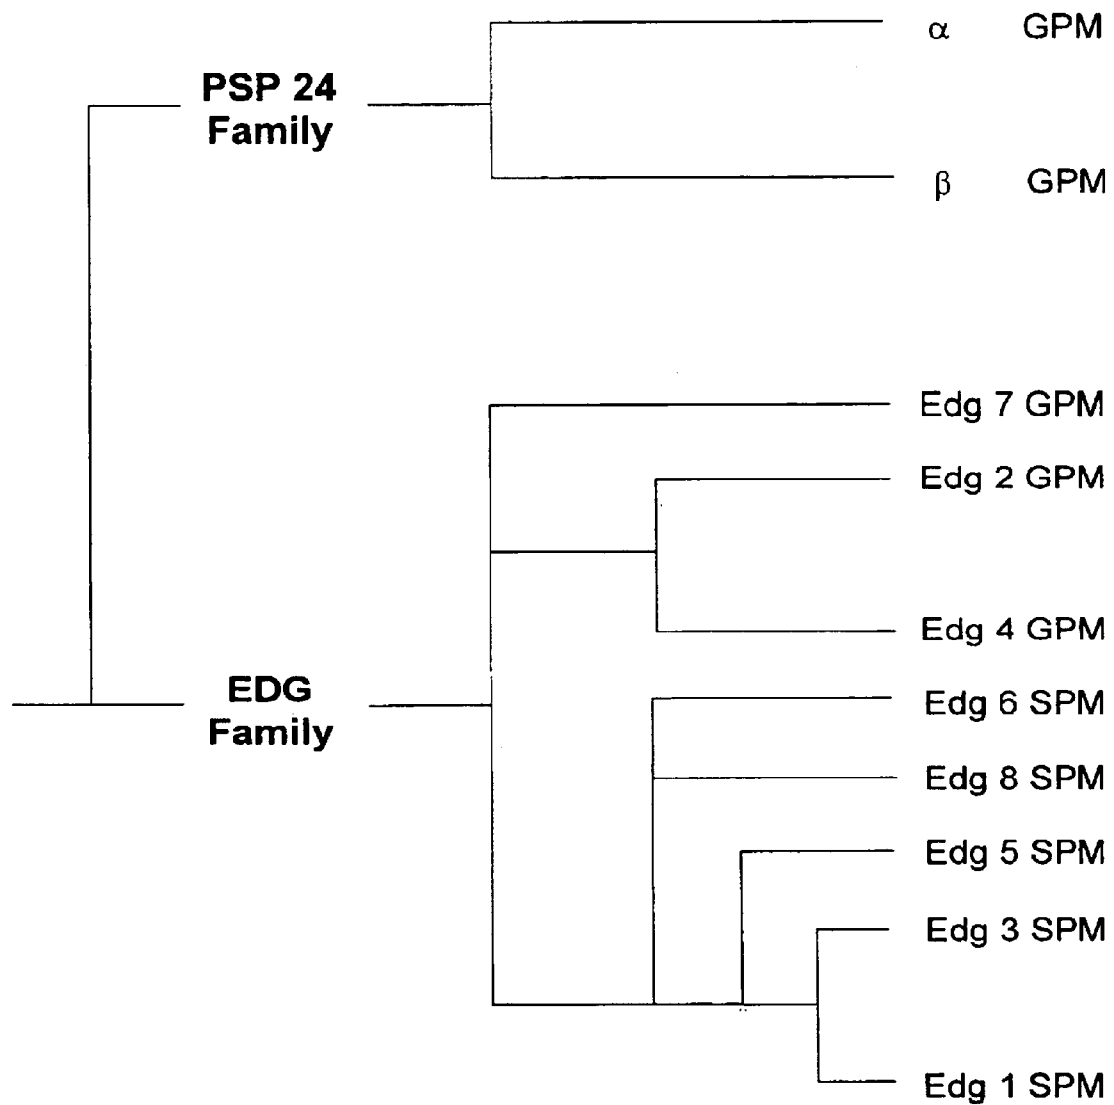 α GPM
PSP 24
Family
β GPM
Edg 7 GPM
Edg 2 GPM
Edg 4 GPM
EDG
Family
Edg 6 SPM
Edg 8 SPM
Edg 5 SPM
Edg 3 SPM
Edg 1 SPM